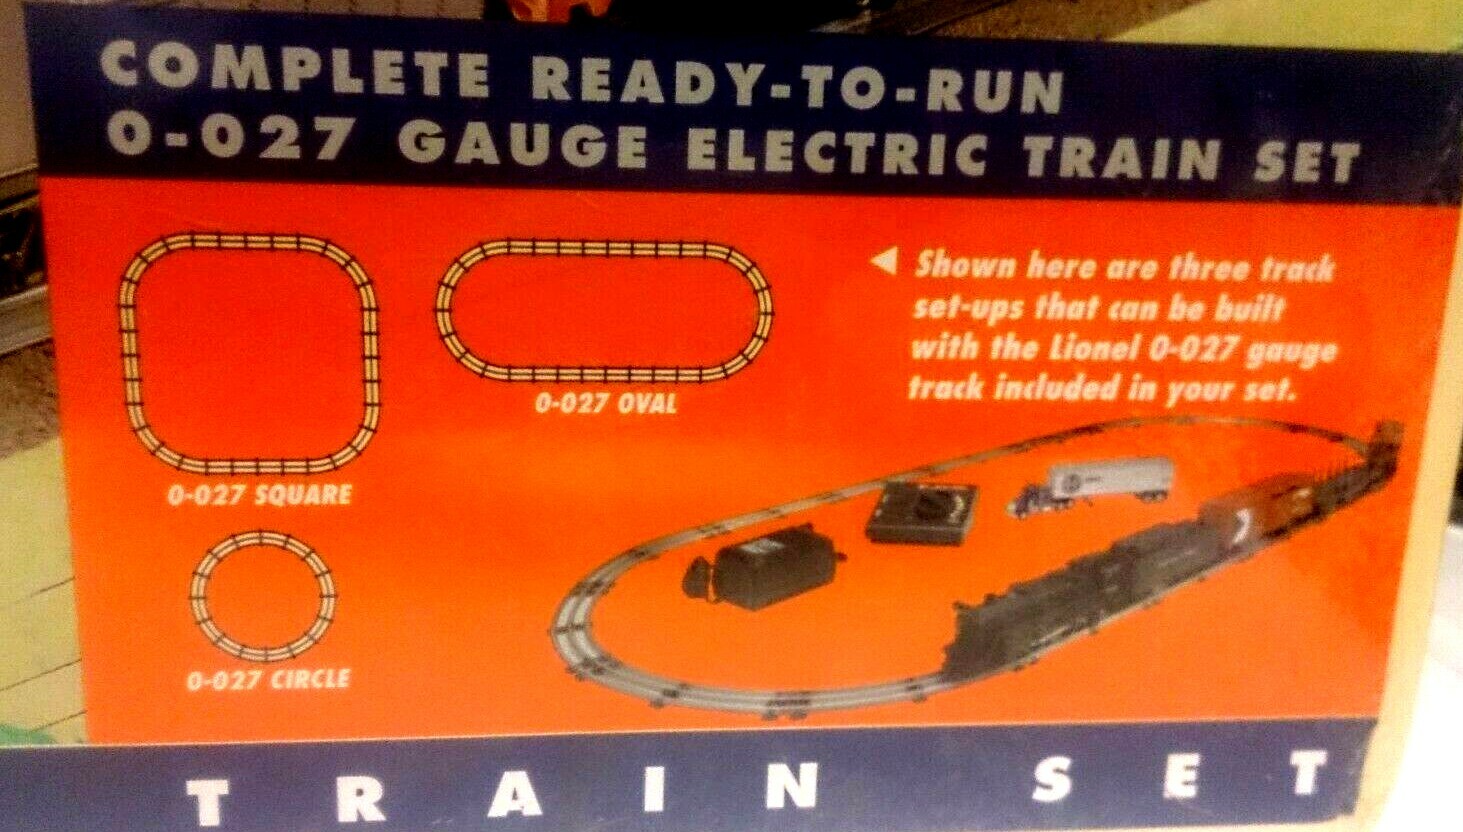 COMPLETE READY-TO-RUN
0-027 GAUGE ELECTRIC TRAIN SET
◀ Shown here are three track
set-ups that can be built
with the Lionel 0-027 gauge
track included in your set.
0-027 OVAL
0-027 SQUARE
0-027 CIRCLE
TRAIN SET